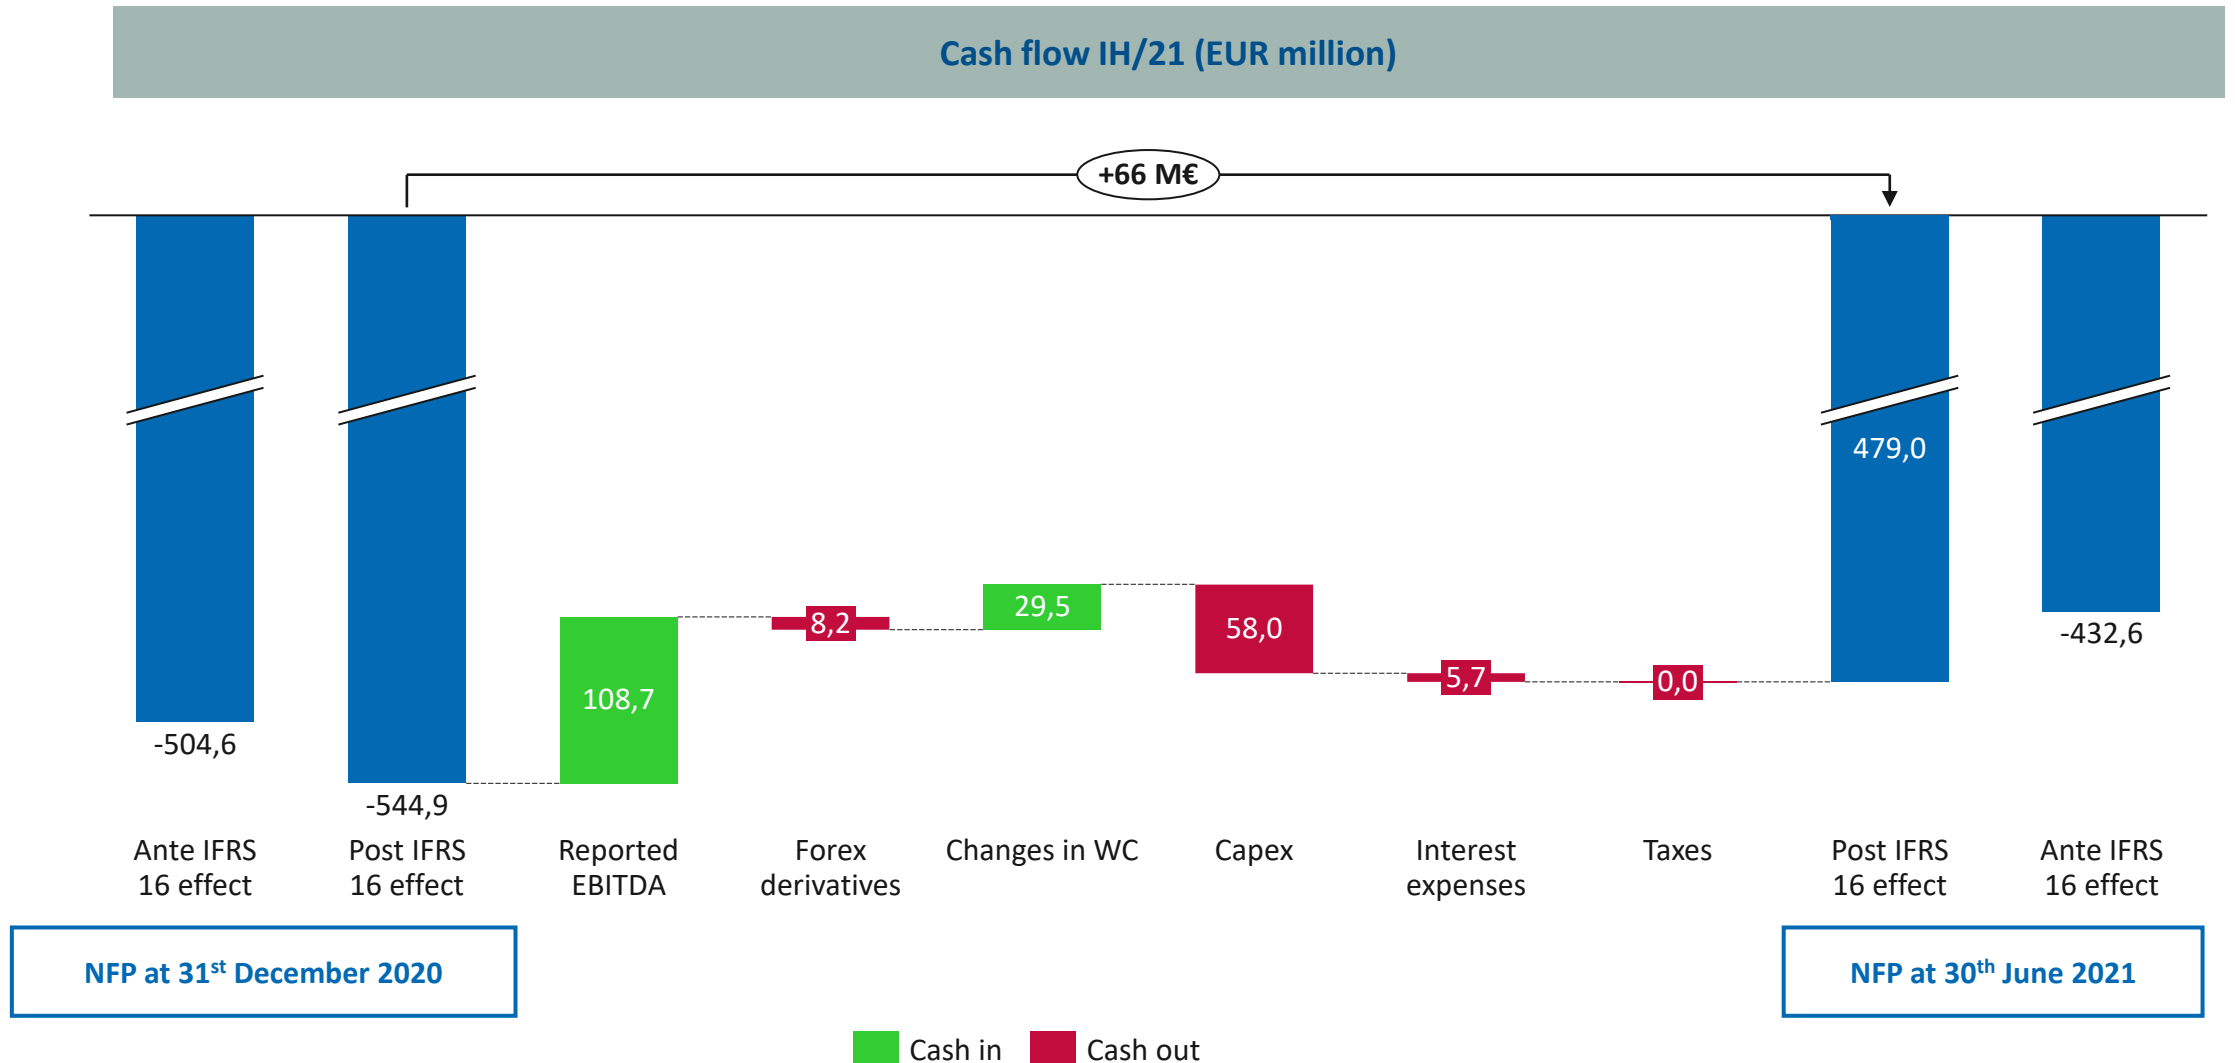 Cash flow IH/21 (EUR million)
+66 M€
479,0
29,5
8,2
58,0
-432,6
5,7
0,0
108,7
-504,6
-544,9
Ante IFRS
16 effect
Post IFRS
16 effect
Reported
EBITDA
Forex
derivatives
Changes in WC
Capex
Interest
expenses
Taxes
Post IFRS
16 effect
Ante IFRS
16 effect
NFP at 31st December 2020
NFP at 30th June 2021
Cash in
Cash out